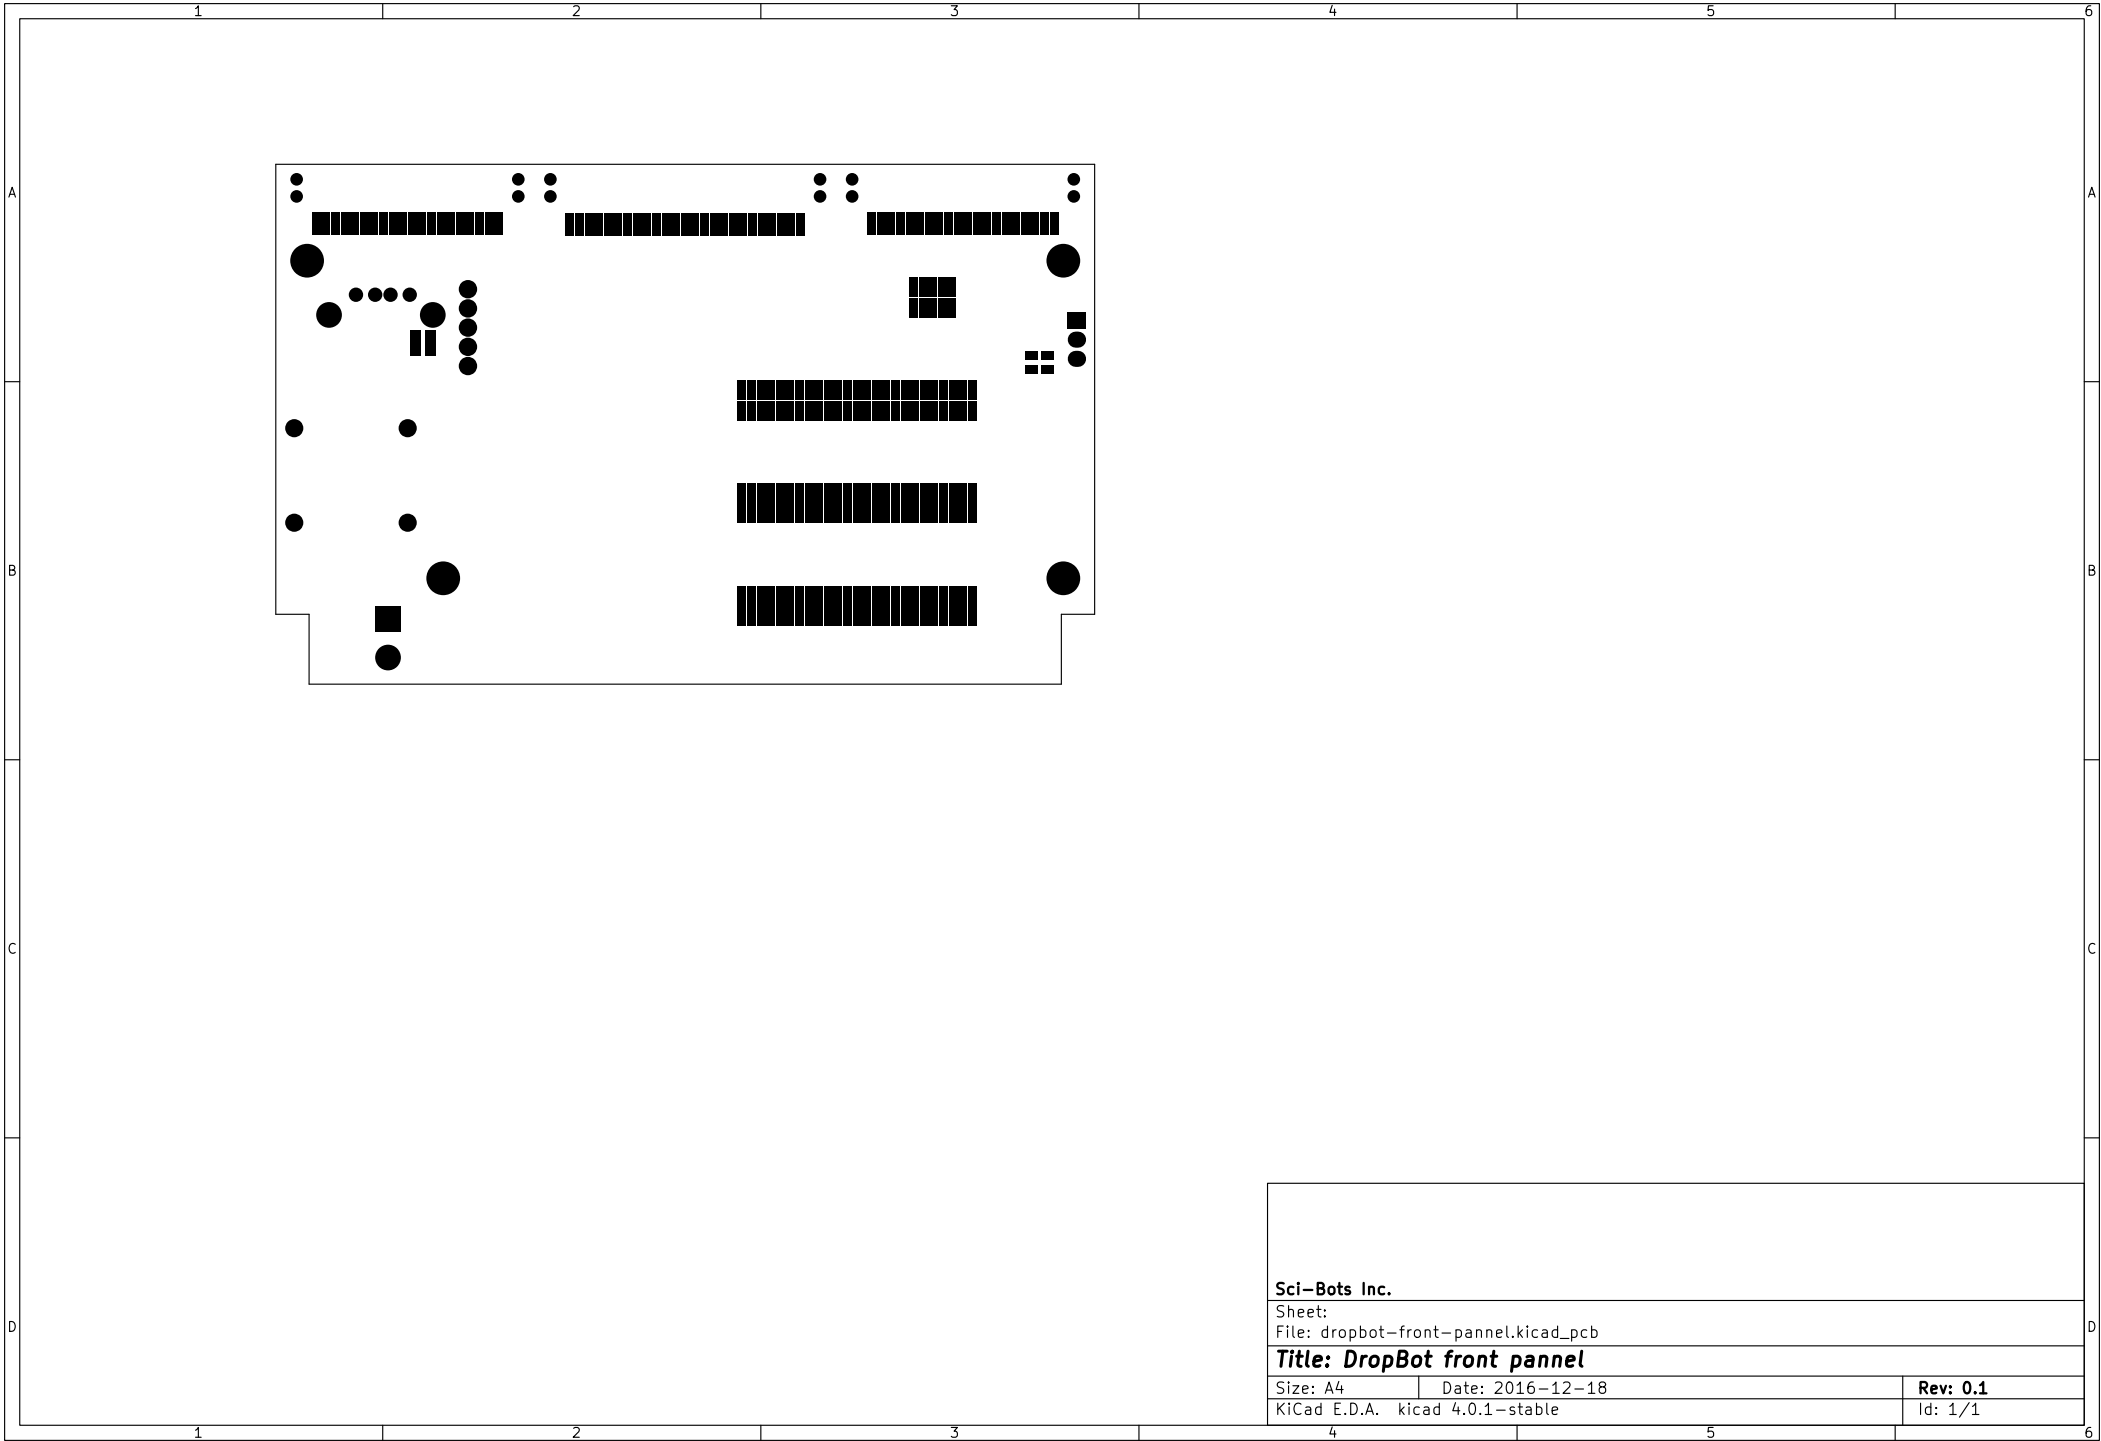 1 2 3 4 5 6
A A
B B
C C
D D
Sci-Bots Inc.
Sheet:
File: dropbot-front-pannel.kicad_pcb
Title: DropBot front pannel
Size: A4 Date: 2016-12-18 Rev: 0.1
KiCad E.D.A. kicad 4.0.1-stable Id: 1/1
1 2 3 4 5 6